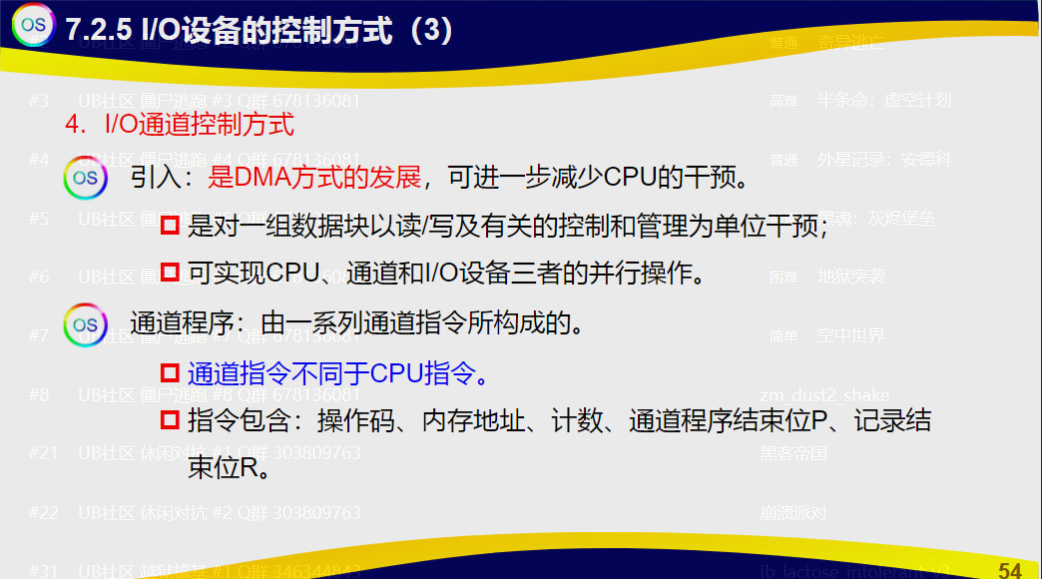 OS 7.2.5 I/O设备的控制方式（3）
普通 奇异逃亡
#3 UB社区 僵尸逃跑 #3 Q群 678136081 高难 半条命：虚空计划
4. I/O通道控制方式
#4 UB社区 僵尸逃跑 #4 Q群 678136081 普通 外星记录：安德科
OS 引入：是DMA方式的发展，可进一步减少CPU的干预。
#5 UB社区 灰烬堡垒
是对一组数据块以读/写及有关的控制和管理为单位干预；
可实现CPU、通道和I/O设备三者的并行操作。
#6 UB社区 困难 地狱突袭
OS 通道程序：由一系列通道指令所构成的。
#7 UB社区 简单 空中世界
通道指令不同于CPU指令。
#8 UB社区 僵尸逃跑 #8 Q群 678136081 zm_dust2_shake
指令包含：操作码、内存地址、计数、通道程序结束位P、记录结
#21 UB社区 休闲对抗 #1 Q群 303809763 黑客帝国
束位R。
#22 UB社区 休闲对抗 #2 Q群 303809763 崩溃派对
#31 UB社区 越狱搞基 #1 Q群 346344843 jb_lactose_intolerant_v2
54